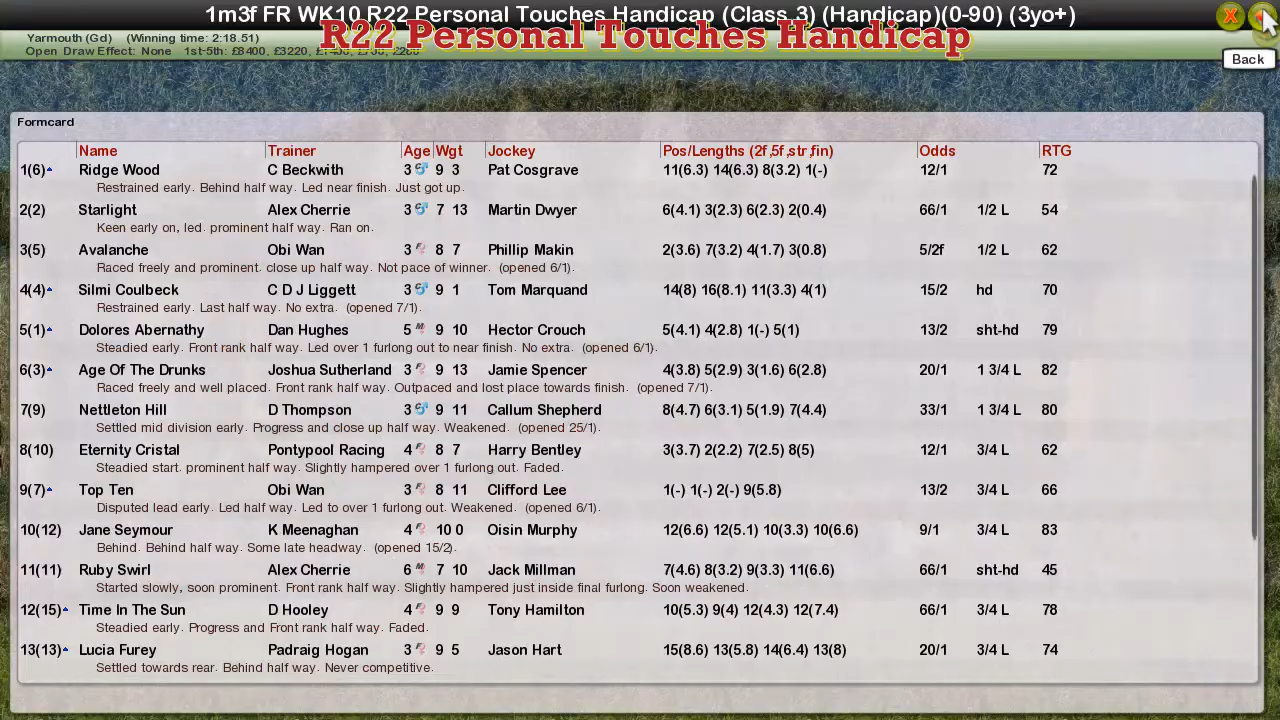 1m3f FR WK10 R22 Personal Touches Handicap (Class 3) (Handicap)(0-90) (3yo+)
R22 Personal Touches Handicap
Yarmouth (Gd) (Winning time: 2:18.51)
Open Draw Effect: None 1st-5th: £8400, £3220,
Back
Formcard
Name Trainer Age Wgt Jockey Pos/Lengths (2f,5f,str,fin) Odds RTG
1(6) Ridge Wood C Beckwith 3 9 3 Pat Cosgrave 11(6.3) 14(6.3) 8(3.2) 1(-) 12/1 72
Restrained early. Behind half way. Led near finish. Just got up.
2(2) Starlight Alex Cherrie 3 7 13 Martin Dwyer 6(4.1) 3(2.3) 6(2.3) 2(0.4) 66/1 1/2 L 54
Keen early on, led. prominent half way. Ran on.
3(5) Avalanche Obi Wan 3 8 7 Phillip Makin 2(3.6) 7(3.2) 4(1.7) 3(0.8) 5/2f 1/2 L 62
Raced freely and prominent. close up half way. Not pace of winner. (opened 6/1).
4(4) Silmi Coulbeck C D J Liggett 3 9 1 Tom Marquand 14(8) 16(8.1) 11(3.3) 4(1) 15/2 hd 70
Restrained early. Last half way. No extra. (opened 7/1).
5(1) Dolores Abernathy Dan Hughes 5 9 10 Hector Crouch 5(4.1) 4(2.8) 1(-) 5(1) 13/2 sht-hd 79
Steadied early. Front rank half way. Led over 1 furlong out to near finish. No extra. (opened 6/1).
6(3) Age Of The Drunks Joshua Sutherland 3 9 13 Jamie Spencer 4(3.8) 5(2.9) 3(1.6) 6(2.8) 20/1 1 3/4 L 82
Raced freely and well placed. Front rank half way. Outpaced and lost place towards finish. (opened 7/1).
7(9) Nettleton Hill D Thompson 3 9 11 Callum Shepherd 8(4.7) 6(3.1) 5(1.9) 7(4.4) 33/1 1 3/4 L 80
Settled mid division early. Progress and close up half way. Weakened. (opened 25/1).
8(10) Eternity Cristal Pontypool Racing 4 8 7 Harry Bentley 3(3.7) 2(2.2) 7(2.5) 8(5) 12/1 3/4 L 62
Steadied start. prominent half way. Slightly hampered over 1 furlong out. Faded.
9(7) Top Ten Obi Wan 3 8 11 Clifford Lee 1(-) 1(-) 2(-) 9(5.8) 13/2 3/4 L 66
Disputed lead early. Led half way. Led to over 1 furlong out. Weakened. (opened 6/1).
10(12) Jane Seymour K Meenaghan 4 10 0 Oisin Murphy 12(6.6) 12(5.1) 10(3.3) 10(6.6) 9/1 3/4 L 83
Behind. Behind half way. Some late headway. (opened 15/2).
11(11) Ruby Swirl Alex Cherrie 6 7 10 Jack Millman 7(4.6) 8(3.2) 9(3.3) 11(6.6) 66/1 sht-hd 45
Started slowly, soon prominent. Front rank half way. Slightly hampered just inside final furlong. Soon weakened.
12(15) Time In The Sun D Hooley 4 9 9 Tony Hamilton 10(5.3) 9(4) 12(4.3) 12(7.4) 66/1 3/4 L 78
Steadied early. Progress and Front rank half way. Faded.
13(13) Lucia Furey Padraig Hogan 3 9 5 Jason Hart 15(8.6) 13(5.8) 14(6.4) 13(8) 20/1 3/4 L 74
Settled towards rear. Behind half way. Never competitive.